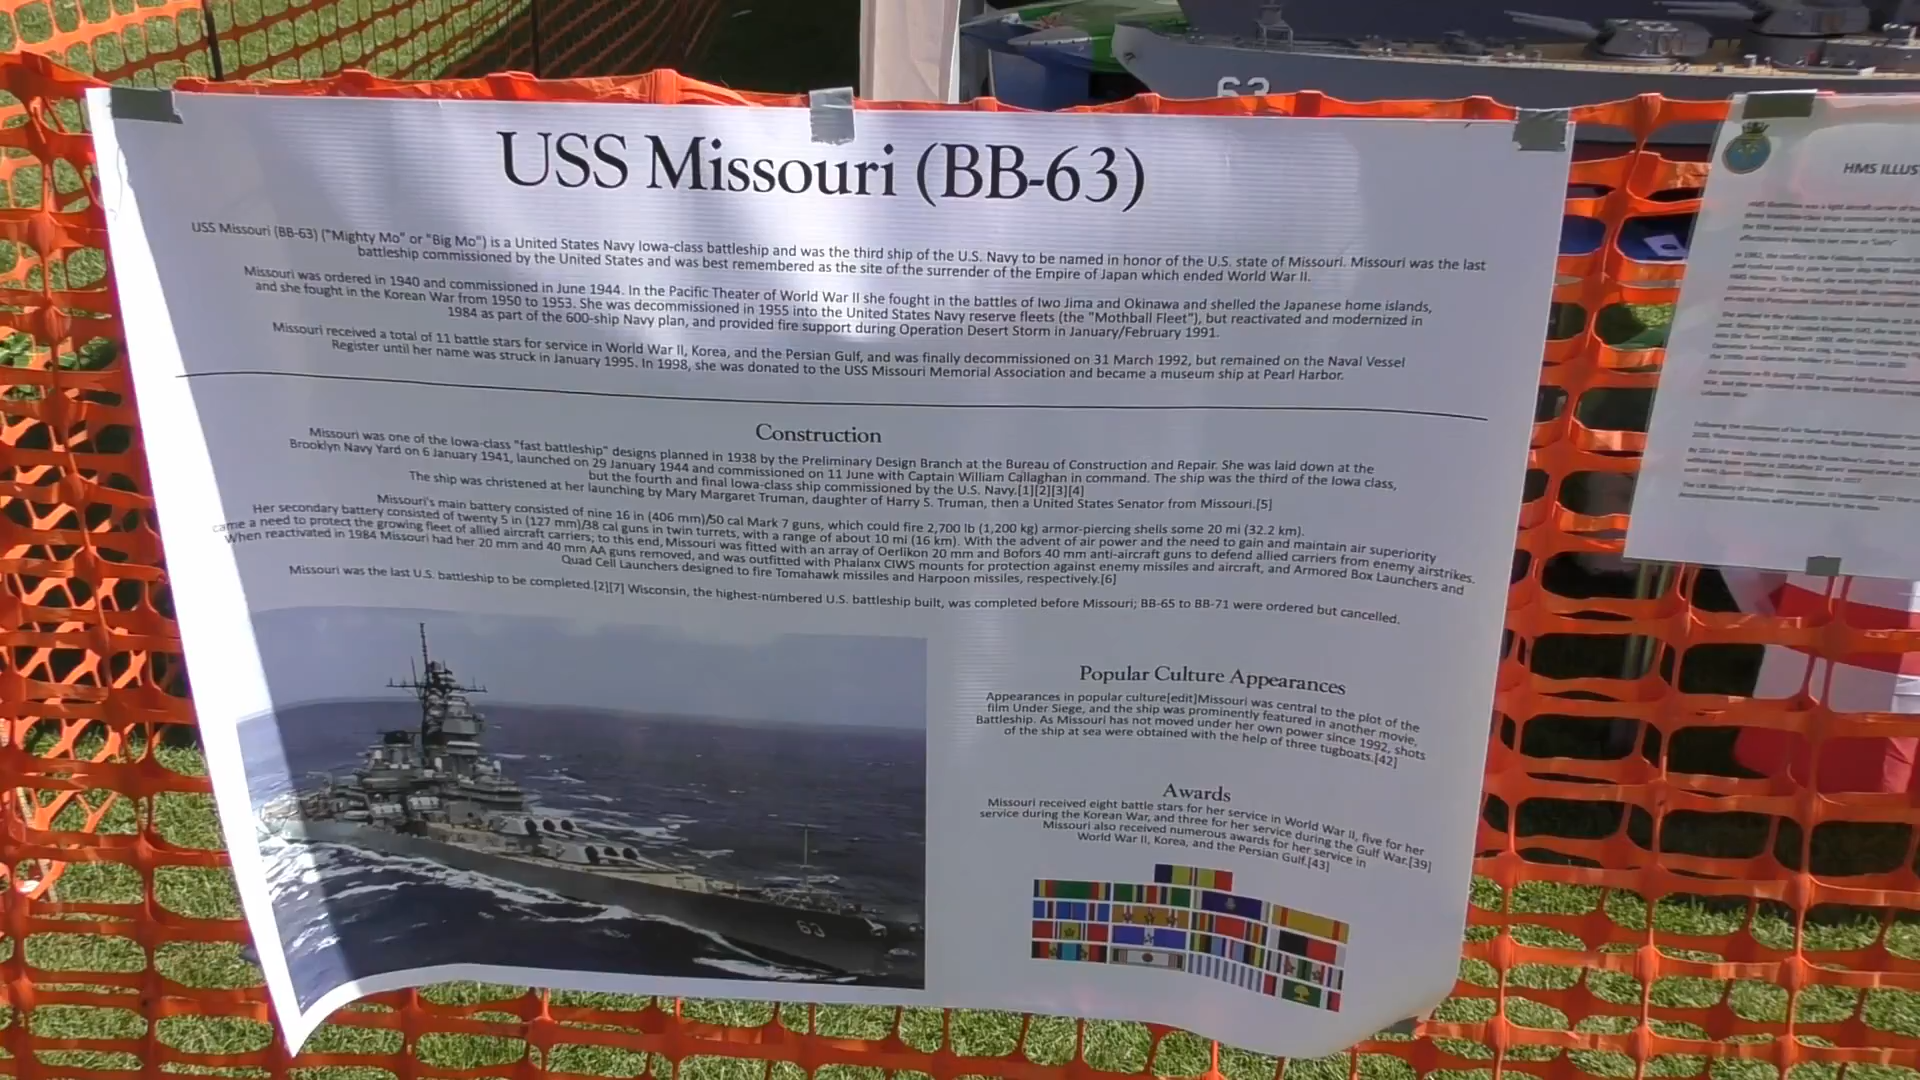 63
USS Missouri (BB-63)
USS Missouri (BB-63) ("Mighty Mo" or "Big Mo") is a United States Navy Iowa-class battleship and was the third ship of the U.S. Navy to be named in honor of the U.S. state of Missouri. Missouri was the last
battleship commissioned by the United States and was best remembered as the site of the surrender of the Empire of Japan which ended World War II.
Missouri was ordered in 1940 and commissioned in June 1944. In the Pacific Theater of World War II she fought in the battles of Iwo Jima and Okinawa and shelled the Japanese home islands,
and she fought in the Korean War from 1950 to 1953. She was decommissioned in 1955 into the United States Navy reserve fleets (the "Mothball Fleet"), but reactivated and modernized in
1984 as part of the 600-ship Navy plan, and provided fire support during Operation Desert Storm in January/February 1991.
Missouri received a total of 11 battle stars for service in World War II, Korea, and the Persian Gulf, and was finally decommissioned on 31 March 1992, but remained on the Naval Vessel
Register until her name was struck in January 1995. In 1998, she was donated to the USS Missouri Memorial Association and became a museum ship at Pearl Harbor.
Construction
Missouri was one of the Iowa-class "fast battleship" designs planned in 1938 by the Preliminary Design Branch at the Bureau of Construction and Repair. She was laid down at the
Brooklyn Navy Yard on 6 January 1941, launched on 29 January 1944 and commissioned on 11 June with Captain William Callaghan in command. The ship was the third of the Iowa class,
but the fourth and final Iowa-class ship commissioned by the U.S. Navy.[1][2][3][4]
The ship was christened at her launching by Mary Margaret Truman, daughter of Harry S. Truman, then a United States Senator from Missouri.[5]
Missouri's main battery consisted of nine 16 in (406 mm)/50 cal Mark 7 guns, which could fire 2,700 lb (1,200 kg) armor-piercing shells some 20 mi (32.2 km).
Her secondary battery consisted of twenty 5 in (127 mm)/38 cal guns in twin turrets, with a range of about 10 mi (16 km). With the advent of air power and the need to gain and maintain air superiority
came a need to protect the growing fleet of allied aircraft carriers; to this end, Missouri was fitted with an array of Oerlikon 20 mm and Bofors 40 mm anti-aircraft guns to defend allied carriers from enemy airstrikes.
When reactivated in 1984 Missouri had her 20 mm and 40 mm AA guns removed, and was outfitted with Phalanx CIWS mounts for protection against enemy missiles and aircraft, and Armored Box Launchers and
Quad Cell Launchers designed to fire Tomahawk missiles and Harpoon missiles, respectively.[6]
Missouri was the last U.S. battleship to be completed.[2][7] Wisconsin, the highest-numbered U.S. battleship built, was completed before Missouri; BB-65 to BB-71 were ordered but cancelled.
63
Popular Culture Appearances
Appearances in popular culture[edit]Missouri was central to the plot of the
film Under Siege, and the ship was prominently featured in another movie,
Battleship. As Missouri has not moved under her own power since 1992, shots
of the ship at sea were obtained with the help of three tugboats.[42]
Awards
Missouri received eight battle stars for her service in World War II, five for her
service during the Korean War, and three for her service during the Gulf War.[39]
Missouri also received numerous awards for her service in
World War II, Korea, and the Persian Gulf.[43]
HMS ILLUS